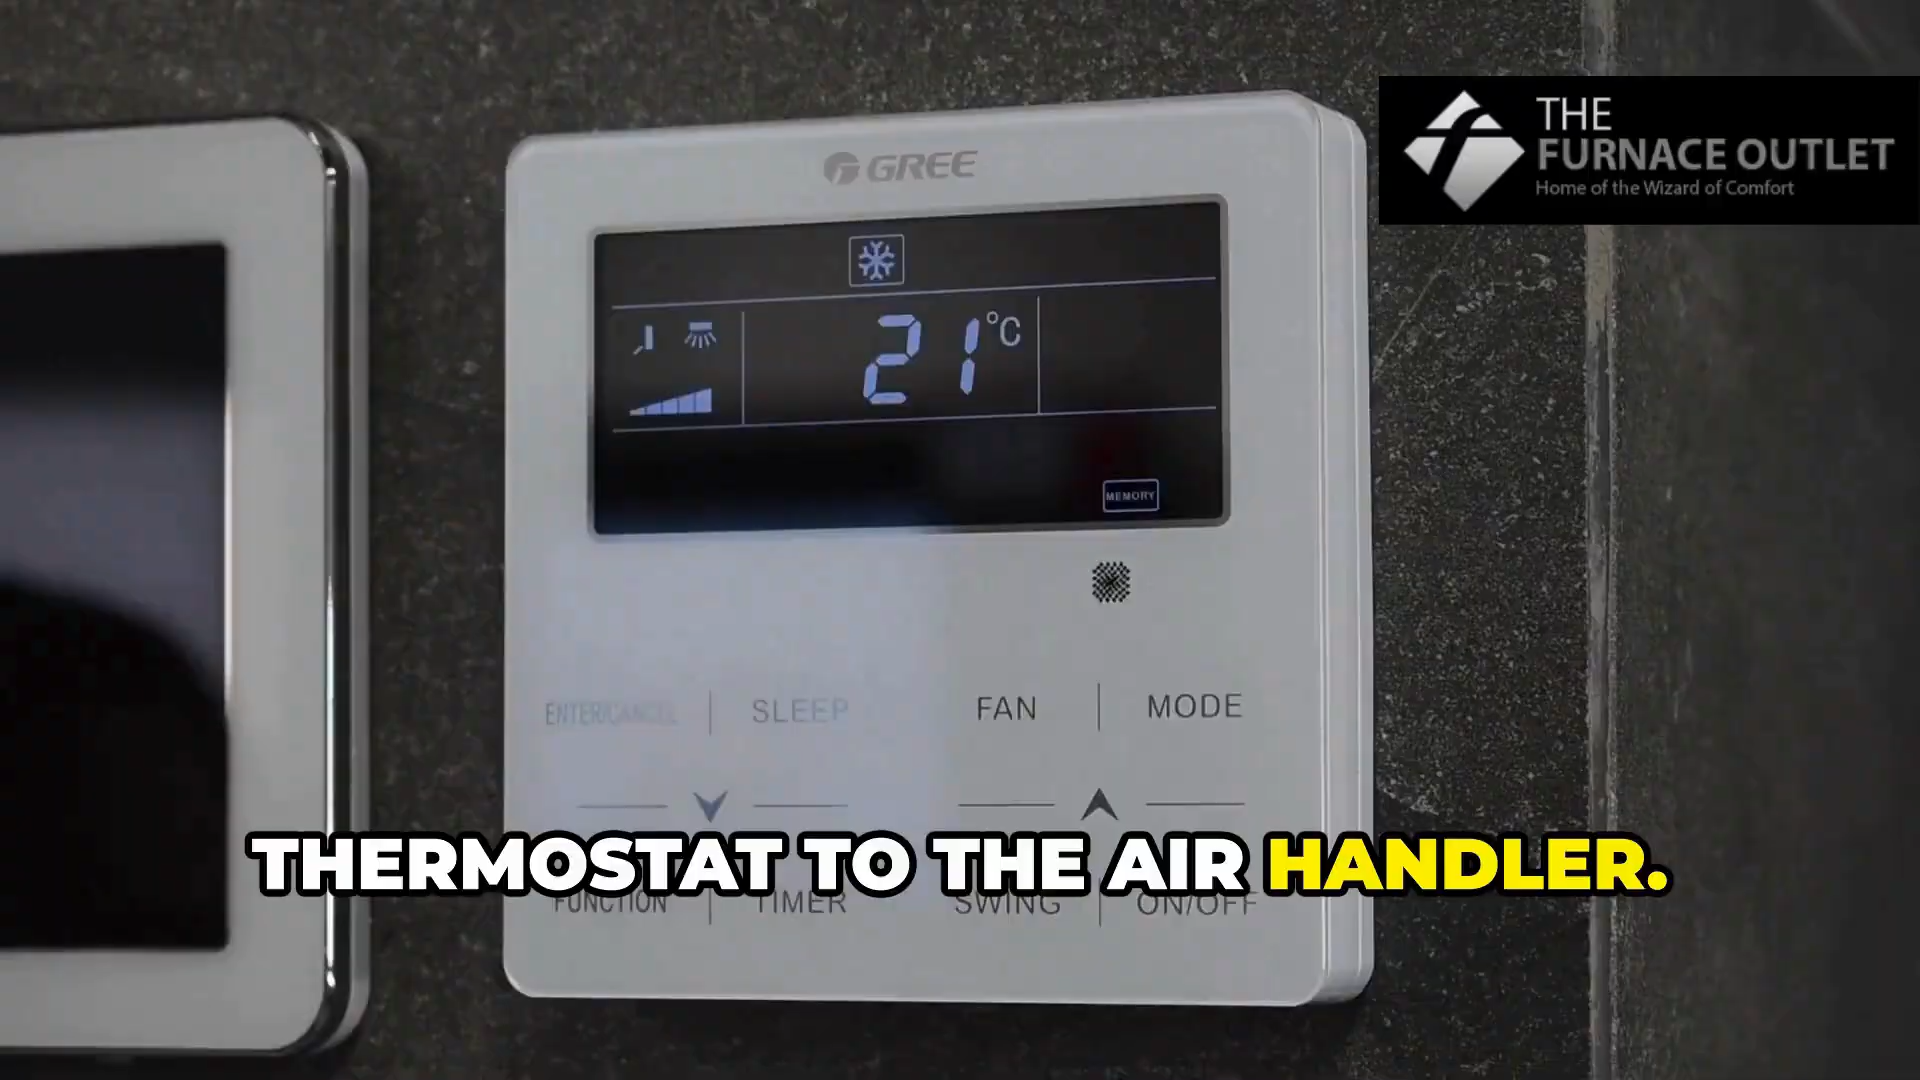 THE
FURNACE OUTLET
Home of the Wizard of Comfort
GREE
21 °C
MEMORY
ENTER/CANCEL | SLEEP
FAN | MODE
THERMOSTAT TO THE AIR HANDLER.
FUNCTION | TIMER
SWING | ON/OFF